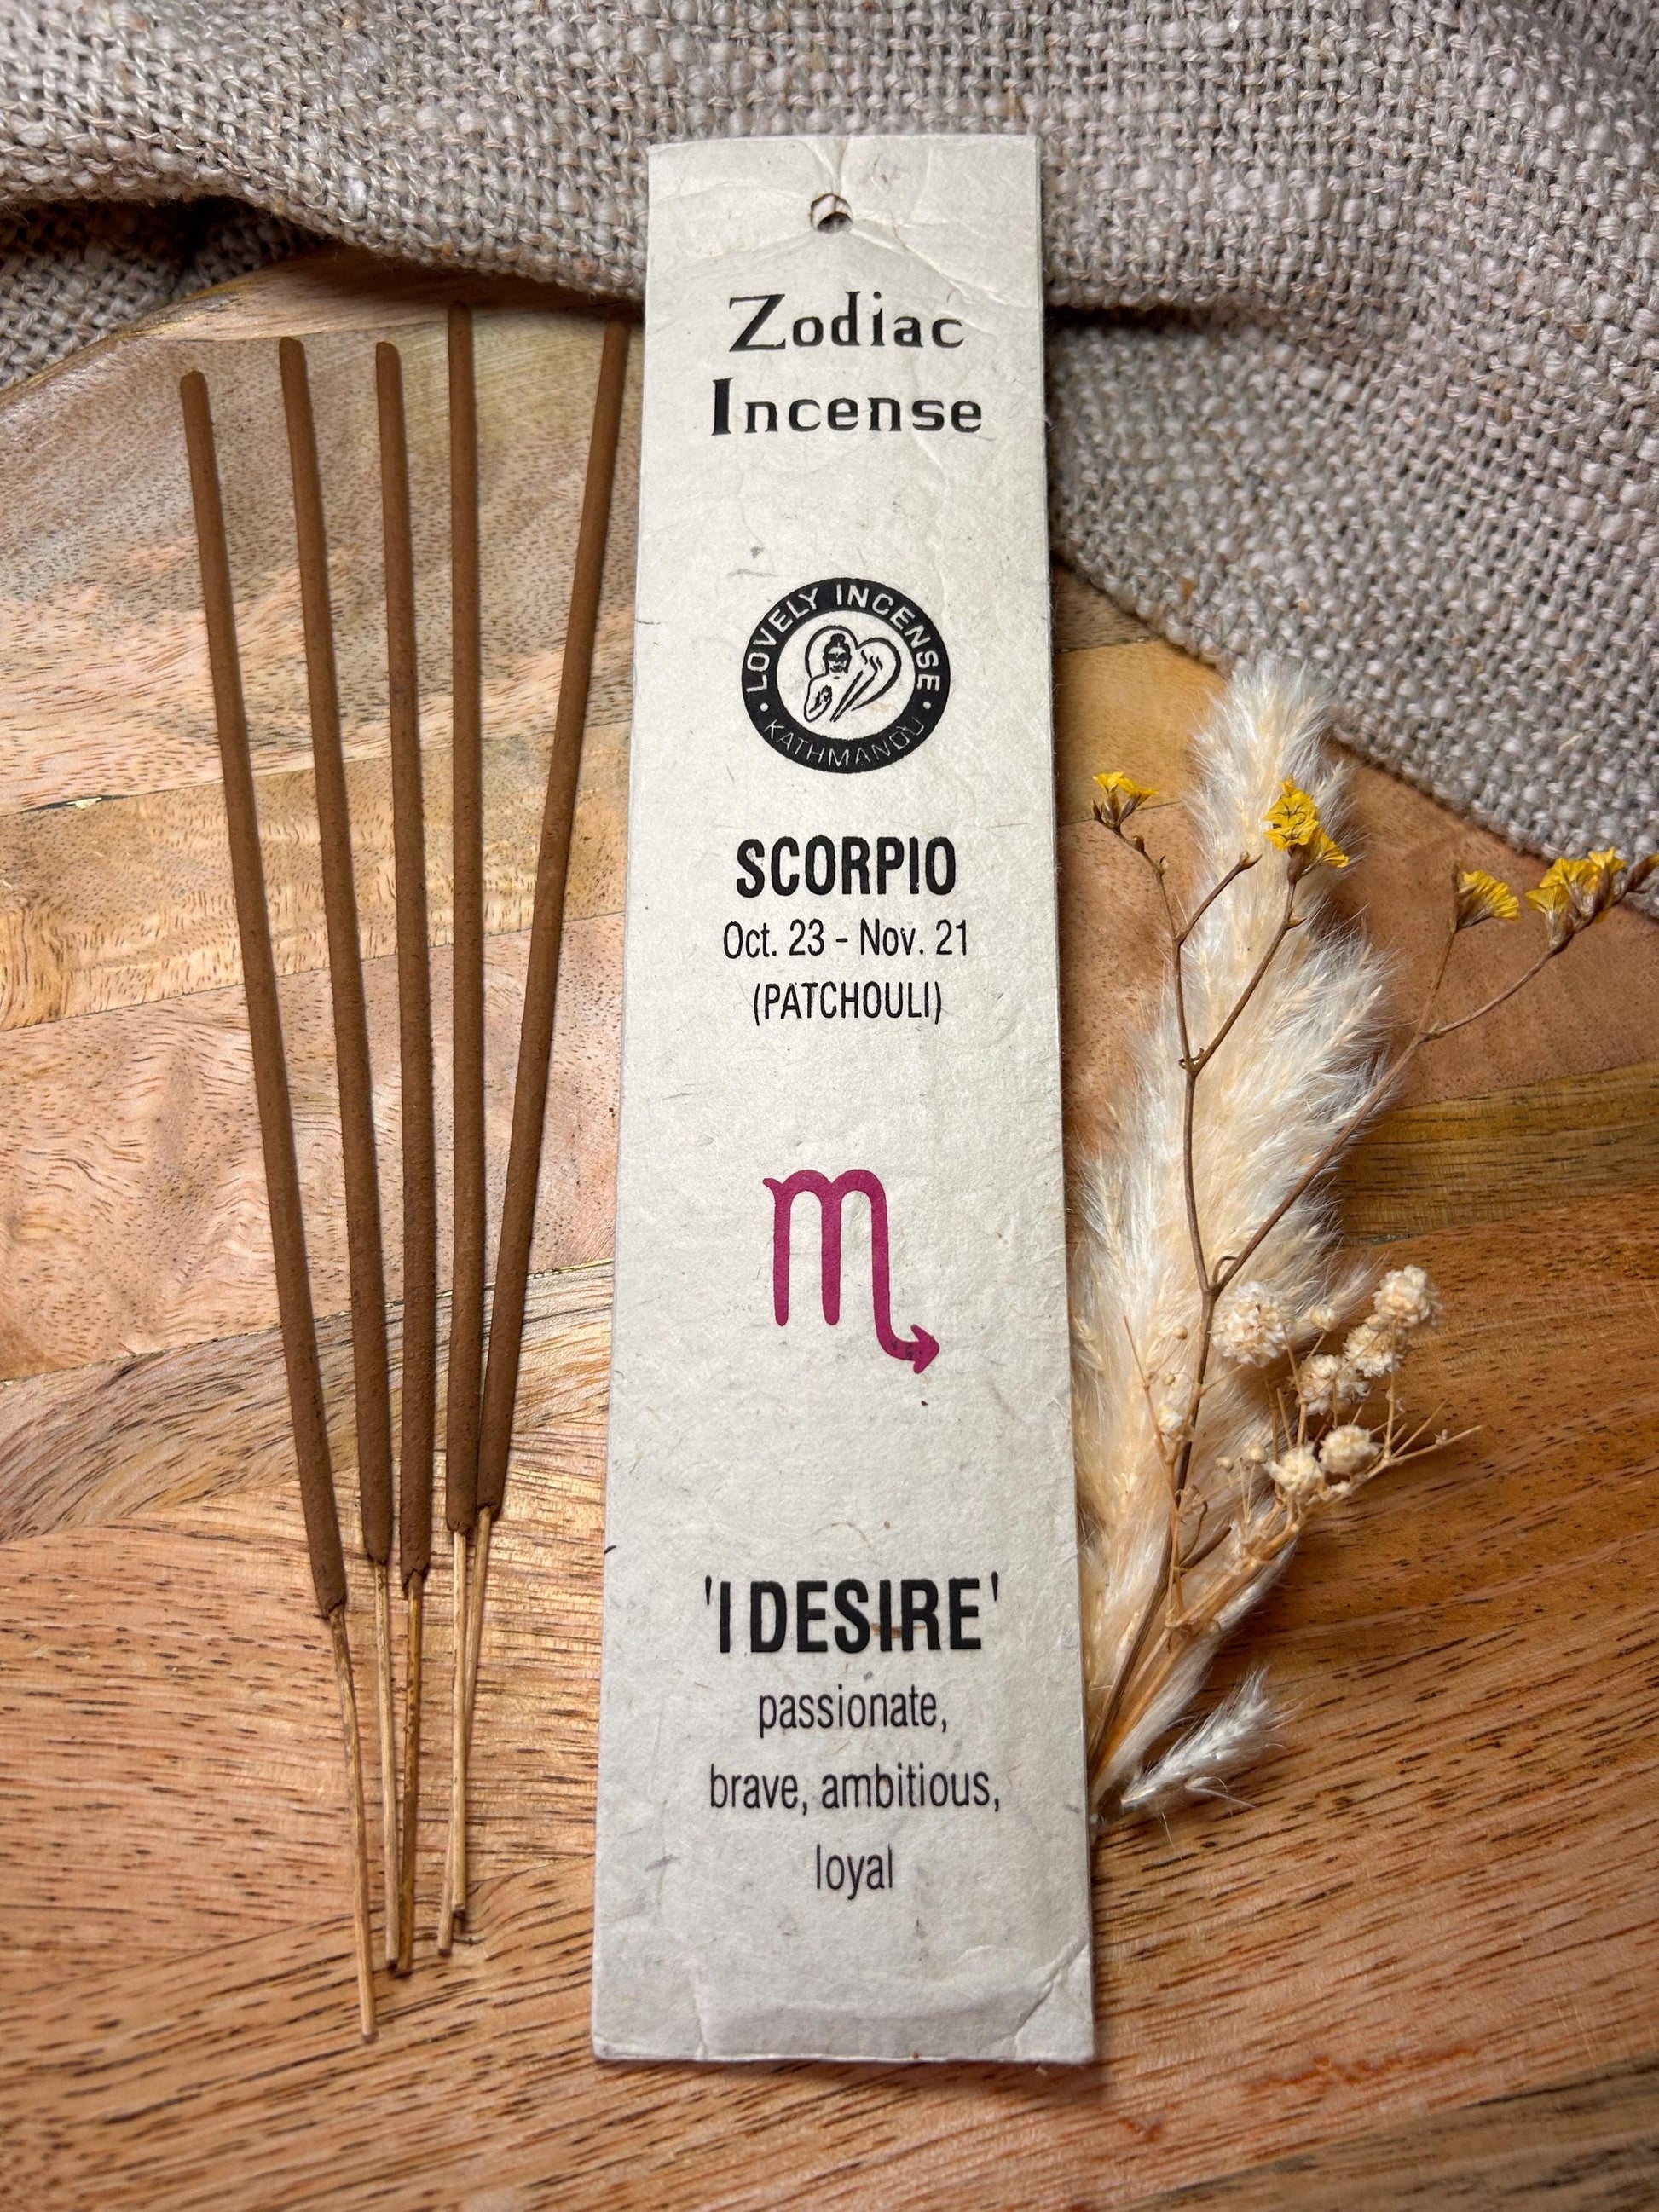 Zodiac
Incense
LOVELY INCENSE
KATHMANDU
SCORPIO
Oct. 23 - Nov. 21
(PATCHOULI)
'I DESIRE'
passionate,
brave, ambitious,
loyal